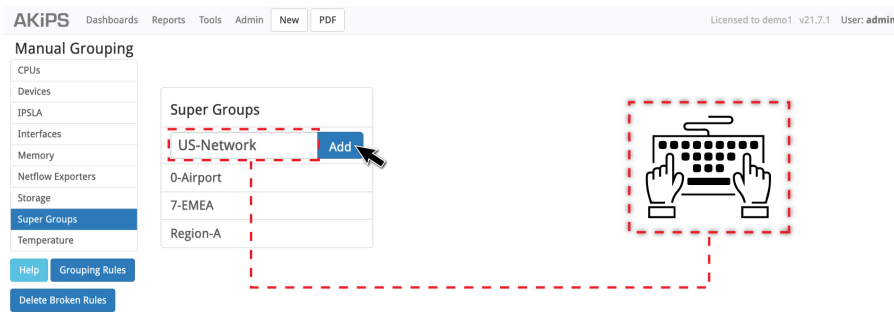 AKiPS Dashboards Reports Tools Admin New PDF Licensed to demo1 v21.7.1 User: admin
Manual Grouping
CPUs
Devices
IPSLA
Interfaces
Memory
Netflow Exporters
Storage
Super Groups
Temperature
Help Grouping Rules
Delete Broken Rules
Super Groups
US-Network Add
0-Airport
7-EMEA
Region-A